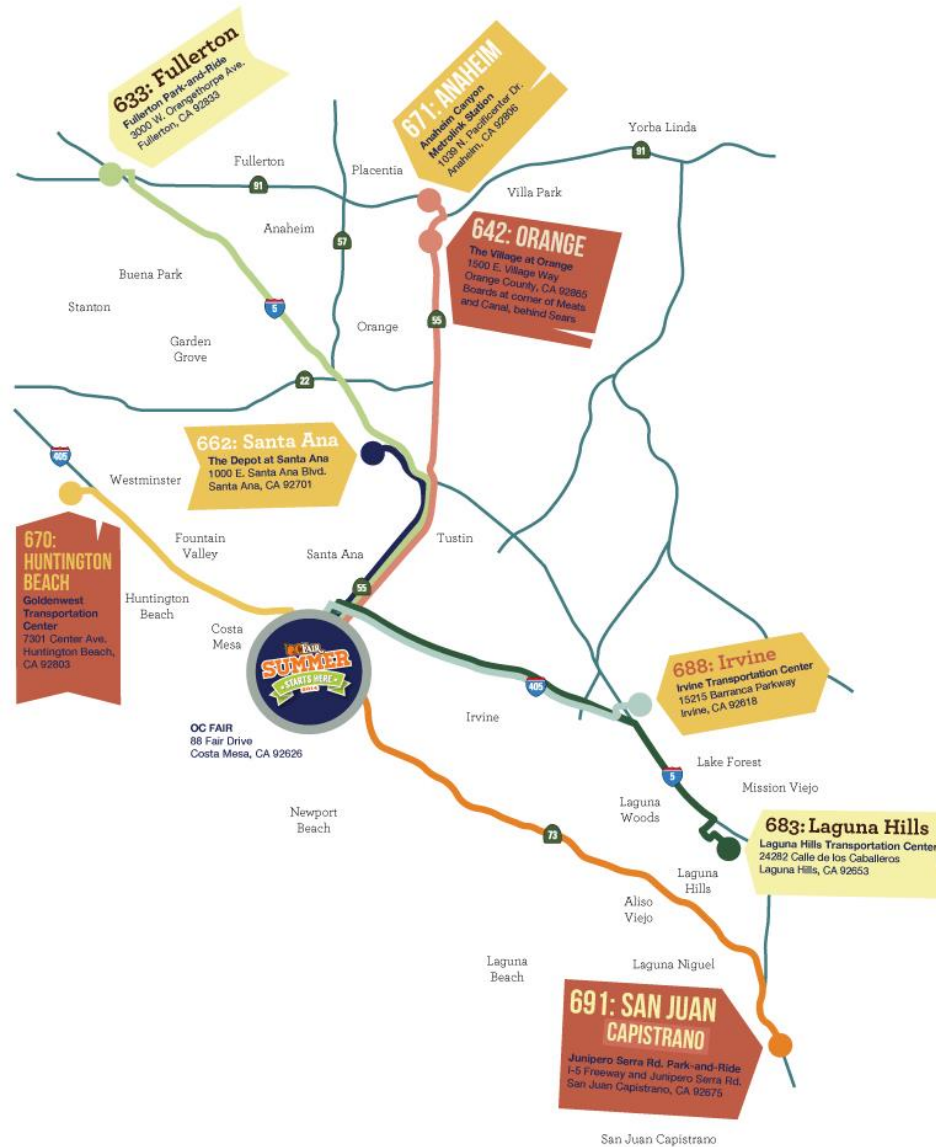 633: Fullerton
Fullerton Park-and-Ride
3000 W. Orangethorpe Ave.
Fullerton, CA 92833
671: ANAHEIM
Anaheim Canyon
Metrolink Station
1039 N. Pacificenter Dr.
Anaheim, CA 92806
Yorba Linda
91
Fullerton
Placentia
91
Villa Park
Anaheim
57
642: ORANGE
The Village at Orange
1500 E. Village Way
Orange County, CA 92865
Boards at corner of Meats
and Canal, behind Sears
Buena Park
Stanton
5
Orange
55
Garden
Grove
22
662: Santa Ana
The Depot at Santa Ana
1000 E. Santa Ana Blvd.
Santa Ana, CA 92701
405
Westminster
670:
HUNTINGTON
BEACH
Goldenwest
Transportation
Center
7301 Center Ave.
Huntington Beach,
CA 92803
Fountain
Valley
Santa Ana
Tustin
55
Huntington
Beach
Costa
Mesa
OC FAIR
SUMMER
STARTS HERE
OC FAIR
88 Fair Drive
Costa Mesa, CA 92626
405
Irvine
688: Irvine
Irvine Transportation Center
15215 Barranca Parkway
Irvine, CA 92618
5
Lake Forest
Mission Viejo
Laguna
Woods
Newport
Beach
73
683: Laguna Hills
Laguna Hills Transportation Center
24282 Calle de los Caballeros
Laguna Hills, CA 92653
Laguna
Hills
Aliso
Viejo
Laguna
Beach
Laguna Niguel
691: SAN JUAN
CAPISTRANO
Junipero Serra Rd. Park-and-Ride
I-5 Freeway and Junipero Serra Rd.
San Juan Capistrano, CA 92675
San Juan Capistrano